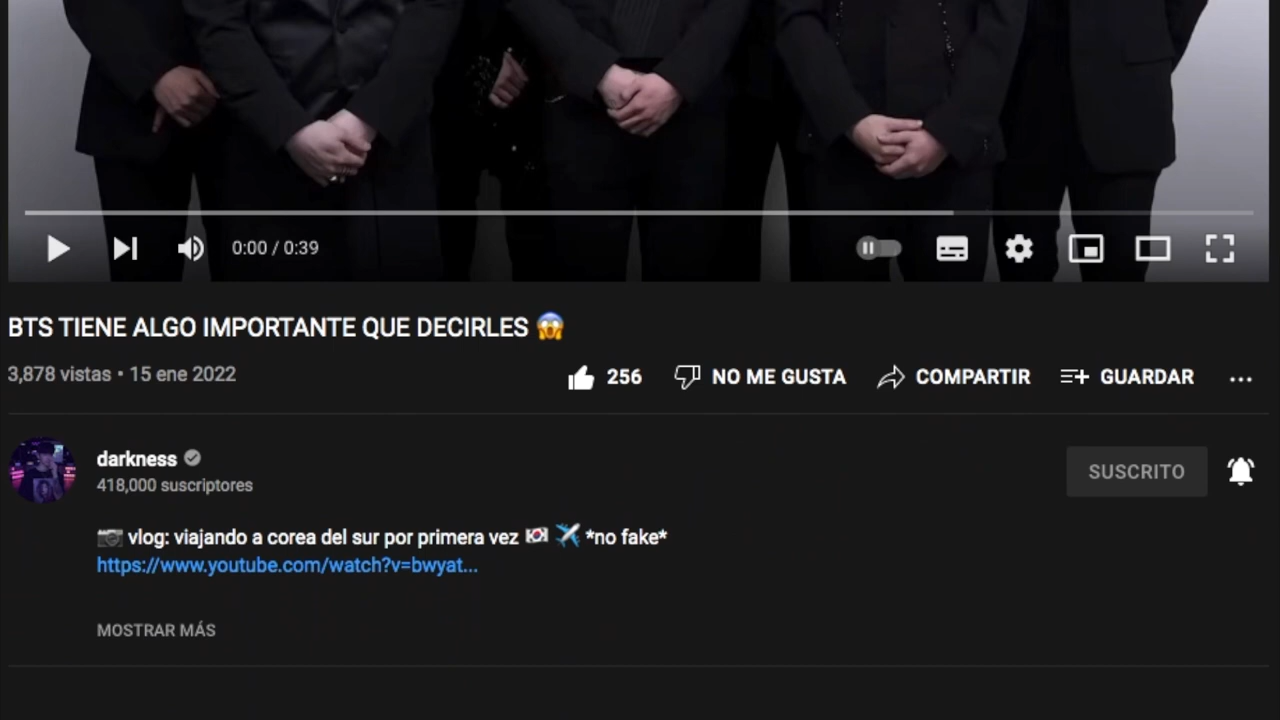 0:00 / 0:39
BTS TIENE ALGO IMPORTANTE QUE DECIRLES 😱
3,878 vistas • 15 ene 2022
256 NO ME GUSTA COMPARTIR GUARDAR
darkness
418,000 suscriptores
SUSCRITO
📷 vlog: viajando a corea del sur por primera vez 🇰🇷 ✈️ *no fake*
https://www.youtube.com/watch?v=bwyat...
MOSTRAR MÁS